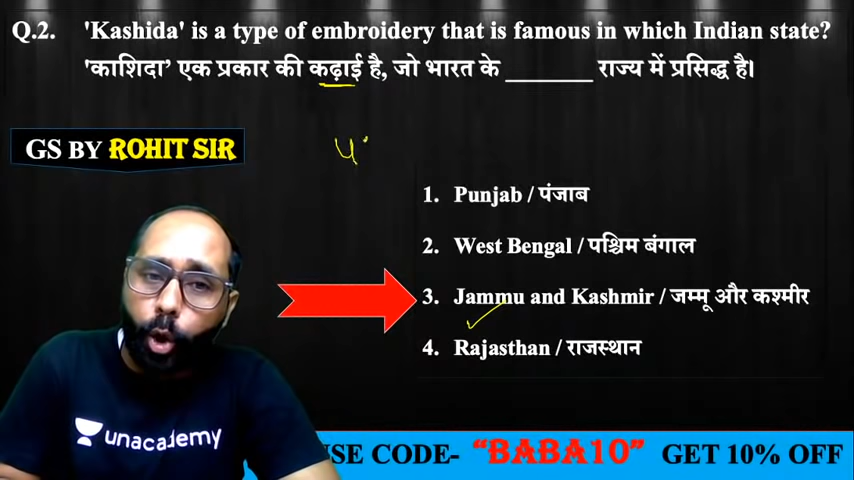 Q.2. 'Kashida' is a type of embroidery that is famous in which Indian state?
'काशिदा’ एक प्रकार की कढ़ाई है, जो भारत के ________ राज्य में प्रसिद्ध है।
GS BY ROHIT SIR
1. Punjab / पंजाब
2. West Bengal / पश्चिम बंगाल
3. Jammu and Kashmir / जम्मू और कश्मीर
4. Rajasthan / राजस्थान
unacademy
CODE- “BABA10” GET 10% OFF